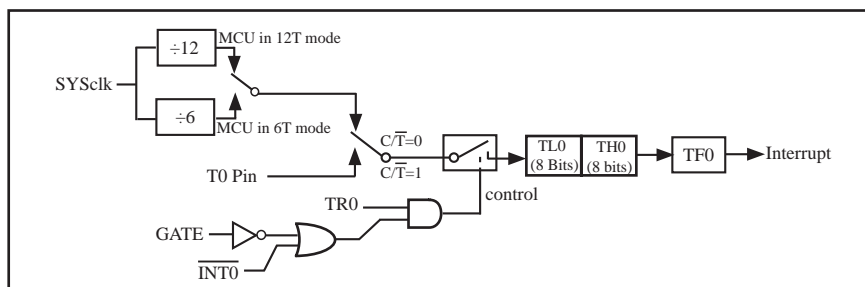 ÷12
MCU in 12T mode
SYSclk
÷6
MCU in 6T mode
C/T̅=0
C/T̅=1
T0 Pin
TL0
(8 Bits)
TH0
(8 bits)
TF0
Interrupt
control
TR0
GATE
I̅N̅T̅0̅